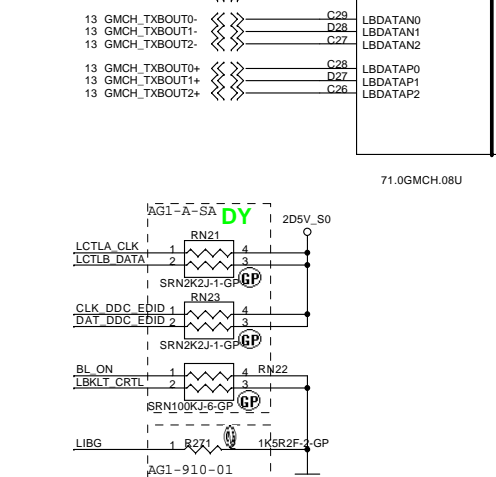 13 GMCH_TXBOUT0- C29 LBDATAN0
13 GMCH_TXBOUT1- D28 LBDATAN1
13 GMCH_TXBOUT2- C27 LBDATAN2
13 GMCH_TXBOUT0+ C28 LBDATAP0
13 GMCH_TXBOUT1+ D27 LBDATAP1
13 GMCH_TXBOUT2+ C26 LBDATAP2
71.0GMCH.08U
AG1-A-SA DY 2D5V_S0
RN21
LCTLA_CLK 1 4
LCTLB_DATA 2 3
SRN2K2J-1-GP GP
RN23
CLK_DDC_EDID 1 4
DAT_DDC_EDID 2 3
SRN2K2J-1-GP GP
BL_ON 1 4 RN22
LBKLT_CRTL 2 3
SRN100KJ-6-GP GP
LIBG 1 R271 1K5R2F-2-GP
AG1-910-01